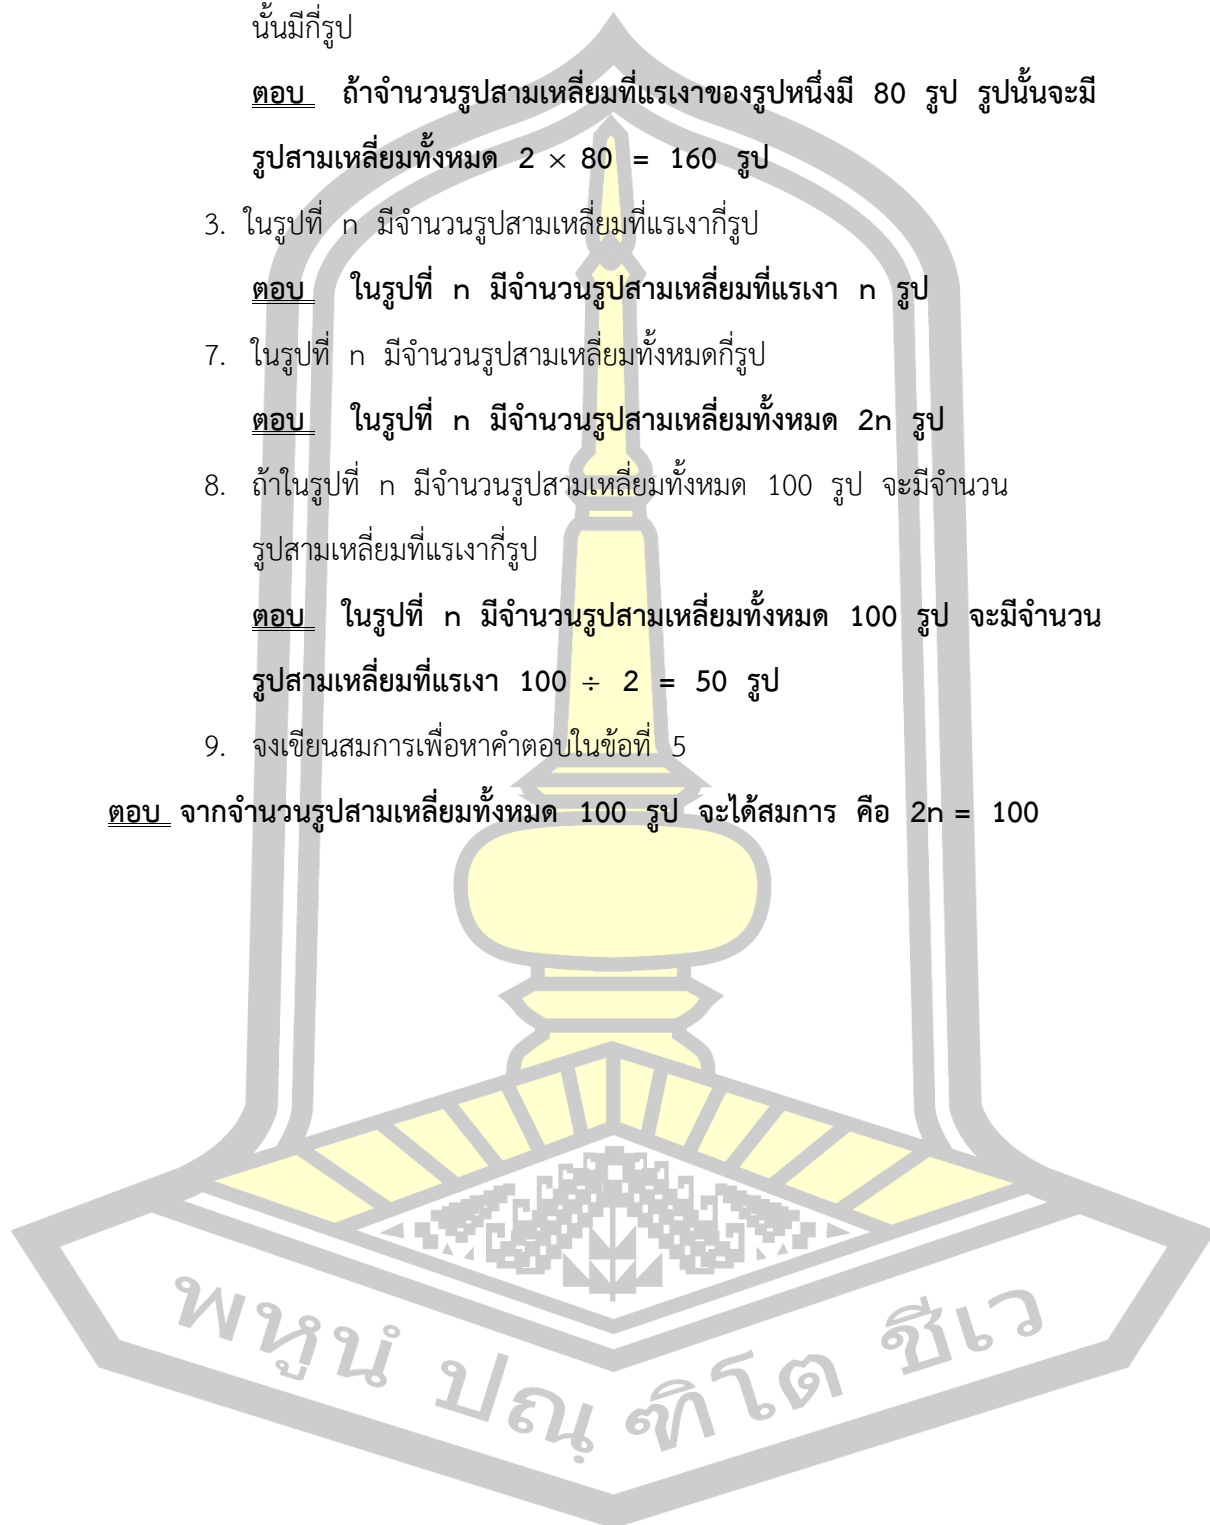 นั้นมีกี่รูป
ตอบ ถ้าจำนวนรูปสามเหลี่ยมที่แรเงาของรูปหนึ่งมี 80 รูป รูปนั้นจะมี
รูปสามเหลี่ยมทั้งหมด 2 × 80 = 160 รูป
3. ในรูปที่ n มีจำนวนรูปสามเหลี่ยมที่แรเงากี่รูป
ตอบ ในรูปที่ n มีจำนวนรูปสามเหลี่ยมที่แรเงา n รูป
7. ในรูปที่ n มีจำนวนรูปสามเหลี่ยมทั้งหมดกี่รูป
ตอบ ในรูปที่ n มีจำนวนรูปสามเหลี่ยมทั้งหมด 2n รูป
8. ถ้าในรูปที่ n มีจำนวนรูปสามเหลี่ยมทั้งหมด 100 รูป จะมีจำนวน
รูปสามเหลี่ยมที่แรเงากี่รูป
ตอบ ในรูปที่ n มีจำนวนรูปสามเหลี่ยมทั้งหมด 100 รูป จะมีจำนวน
รูปสามเหลี่ยมที่แรเงา 100 ÷ 2 = 50 รูป
9. จงเขียนสมการเพื่อหาคำตอบในข้อที่ 5
ตอบ จากจำนวนรูปสามเหลี่ยมทั้งหมด 100 รูป จะได้สมการ คือ 2n = 100
พหูนํ ปณฺ ฑิโต ชีเว